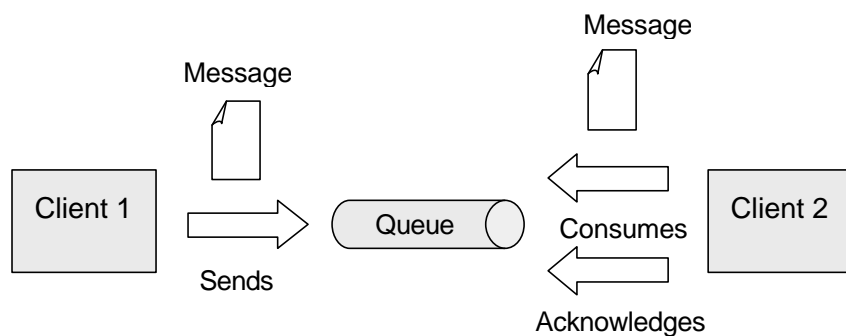 Message
Message
Client 1
Queue
Client 2
Sends
Consumes
Acknowledges